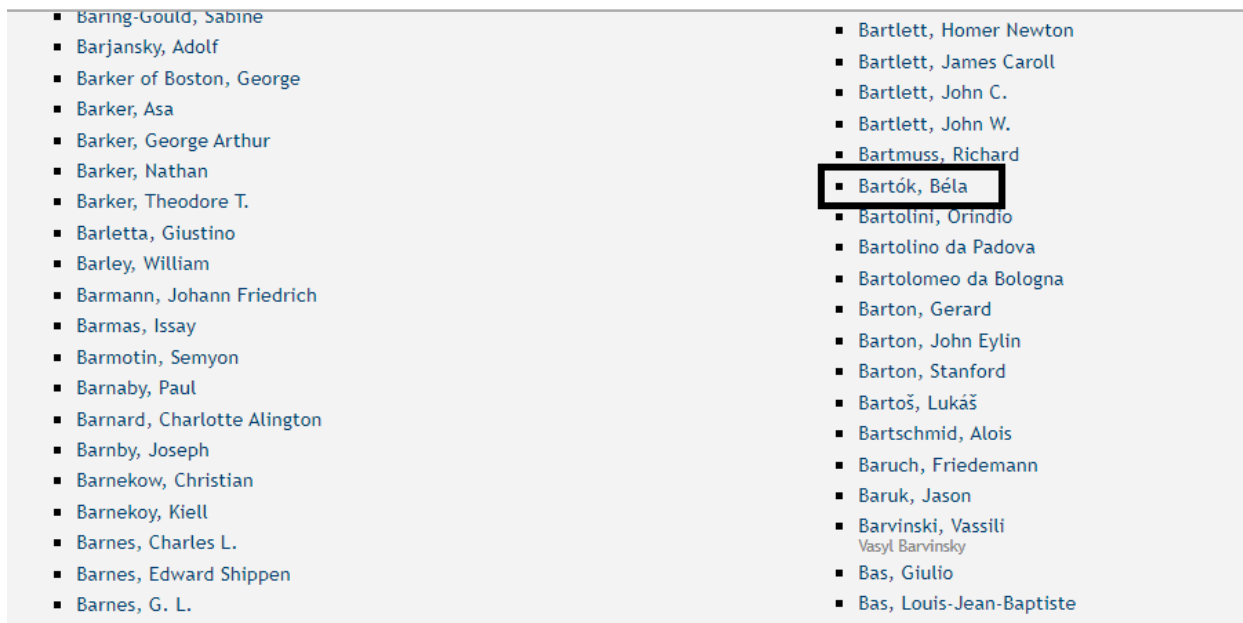 Baring-Gould, Sabine
Barjansky, Adolf
Barker of Boston, George
Barker, Asa
Barker, George Arthur
Barker, Nathan
Barker, Theodore T.
Barletta, Giustino
Barley, William
Barmann, Johann Friedrich
Barmas, Issay
Barmotin, Semyon
Barnaby, Paul
Barnard, Charlotte Alington
Barnby, Joseph
Barnekow, Christian
Barnekoy, Kiell
Barnes, Charles L.
Barnes, Edward Shippen
Barnes, G. L.
Bartlett, Homer Newton
Bartlett, James Caroll
Bartlett, John C.
Bartlett, John W.
Bartmuss, Richard
Bartók, Béla
Bartolini, Orindio
Bartolino da Padova
Bartolomeo da Bologna
Barton, Gerard
Barton, John Eylin
Barton, Stanford
Bartoš, Lukáš
Bartschmid, Alois
Baruch, Friedemann
Baruk, Jason
Barvinski, Vassili
Vasyl Barvinsky
Bas, Giulio
Bas, Louis-Jean-Baptiste